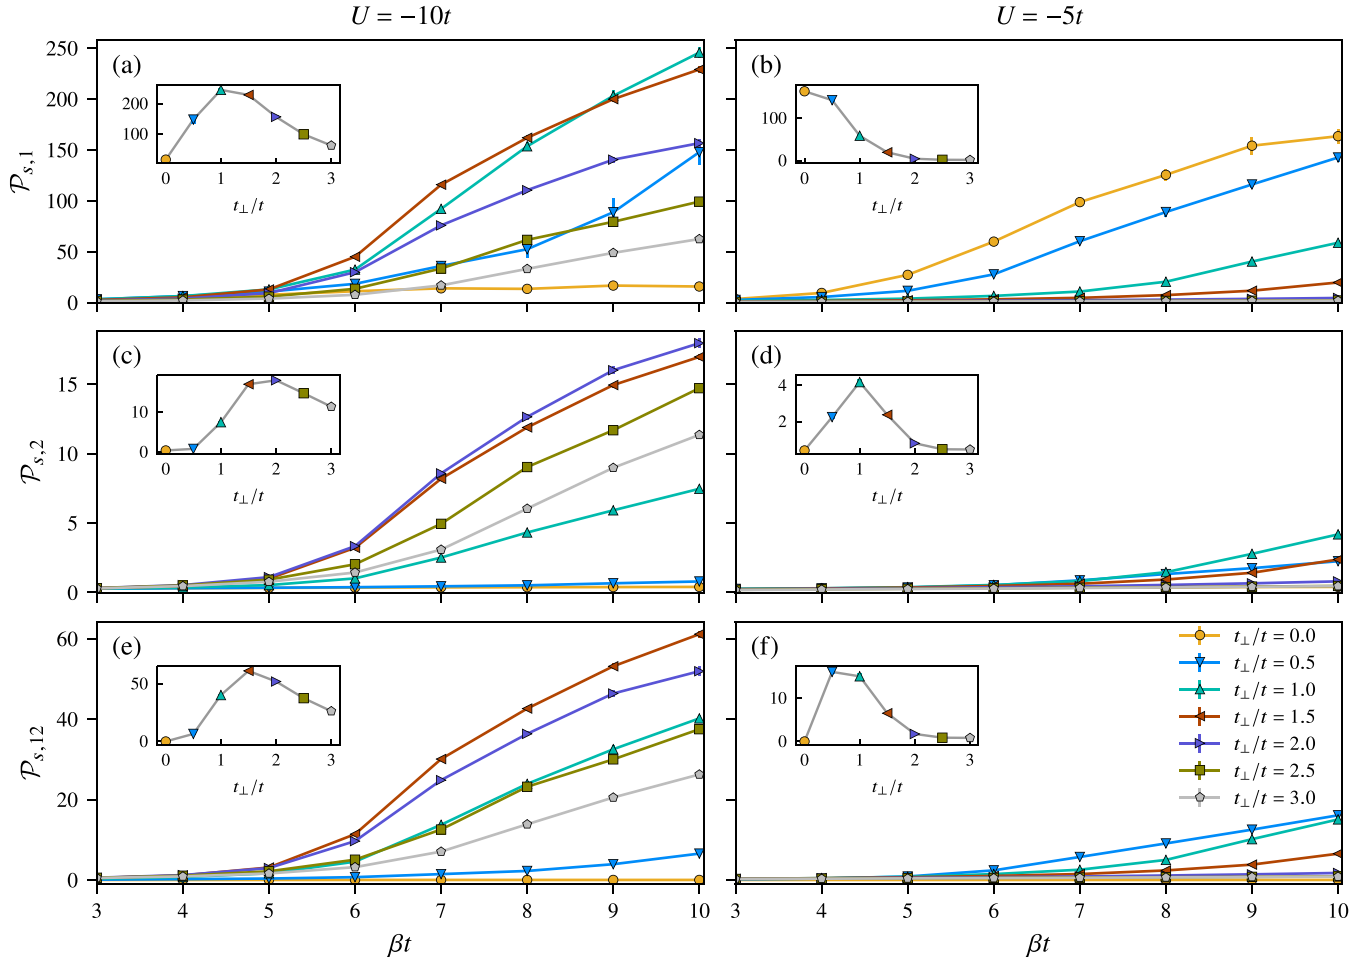 U = −10t
U = −5t
250
200
150
100
50
0
𝒫s,1
(a)
200
100
0 1 2 3
t⊥/t
(b)
100
0
0 1 2 3
t⊥/t
15
10
5
0
𝒫s,2
(c)
10
0
0 1 2 3
t⊥/t
(d)
4
2
0 1 2 3
t⊥/t
60
40
20
0
𝒫s,12
(e)
50
0
0 1 2 3
t⊥/t
(f)
10
0
0 1 2 3
t⊥/t
t⊥/t = 0.0
t⊥/t = 0.5
t⊥/t = 1.0
t⊥/t = 1.5
t⊥/t = 2.0
t⊥/t = 2.5
t⊥/t = 3.0
3 4 5 6 7 8 9 10
βt
3 4 5 6 7 8 9 10
βt